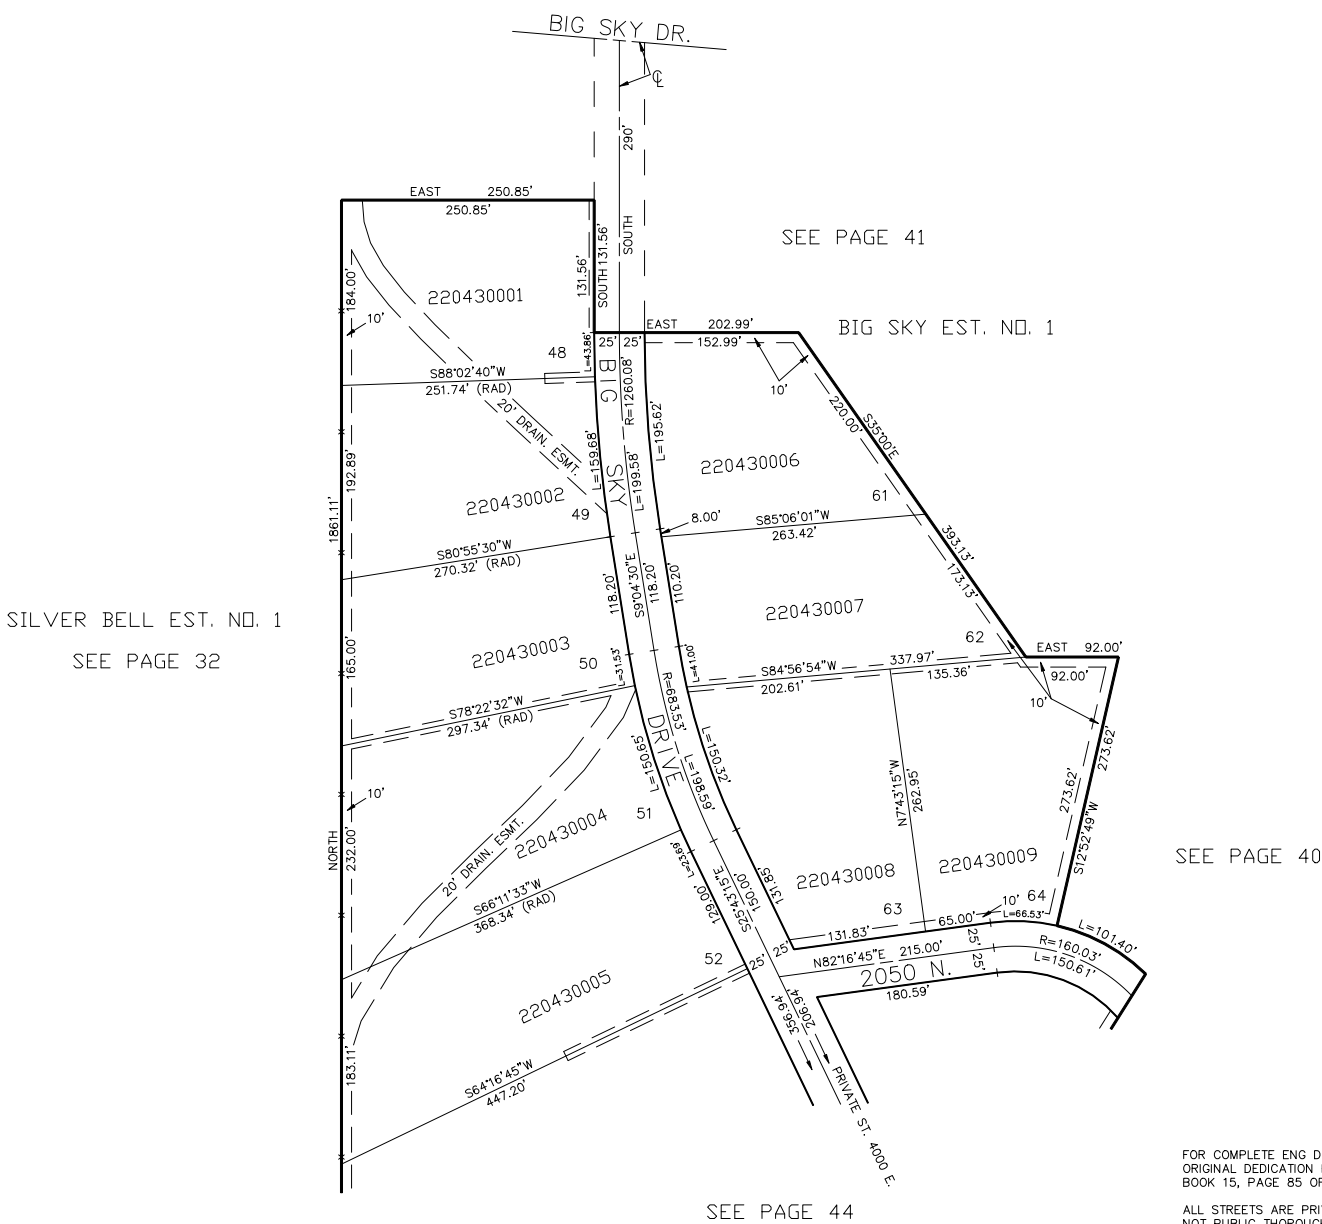 BIG SKY DR.
℄
290'
SOUTH
EAST 250.85'
250.85'
SEE PAGE 41
131.56'
SOUTH 131.56'
184.00'
10'
220430001
48
L=43.86'
25' 25'
EAST 202.99'
152.99'
BIG SKY EST. NO. 1
10'
S88°02'40"W
251.74' (RAD)
20' DRAIN. ESMT.
BIG SKY DRIVE
R=1260.08'
L=195.62'
220.00'
S35°00'E
L=159.68'
L=199.58'
192.89'
1861.11'
220430002
49
220430006
61
8.00'
S85°06'01"W
263.42'
393.13'
173.13'
S80°55'30"W
270.32' (RAD)
118.20'
S9°04'30"E
118.20'
110.20'
220430007
62
SILVER BELL EST. NO. 1
SEE PAGE 32
165.00'
220430003
50
L=31.53'
L=41.00'
EAST 92.00'
92.00'
S84°56'54"W 337.97'
202.61'
135.36'
10'
S78°22'32"W
297.34' (RAD)
R=683.53'
L=150.32'
L=150.65'
L=198.59'
273.62'
273.62'
S12°52'49"W
N7°43'15"W
262.95'
10'
NORTH
232.00'
20' DRAIN. ESMT.
220430004
51
L=23.69'
129.00'
S25°43'15"E
150.00'
131.85'
220430008
63
220430009
64
SEE PAGE 40
S66°11'33"W
368.34' (RAD)
10'
L=66.53'
65.00'
131.83'
L=101.40'
R=160.03'
L=150.61'
25' 25'
25' 25'
N82°16'45"E 215.00'
2050 N.
180.59'
52
220430005
356.94'
206.94'
183.11'
S64°16'45"W
447.20'
PRIVATE ST. 4000 E.
FOR COMPLETE ENG
ORIGINAL DEDICATION
BOOK 15, PAGE 85
ALL STREETS ARE
SEE PAGE 44